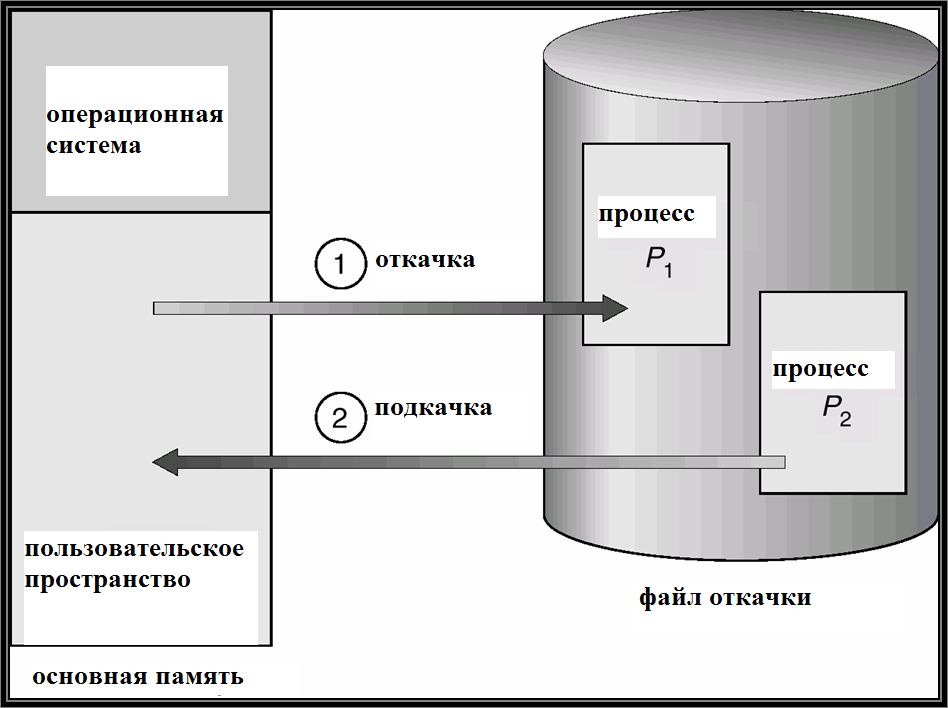 операционная
система
процесс
P1
1 откачка
процесс
P2
2 подкачка
пользовательское
пространство
файл откачки
основная память